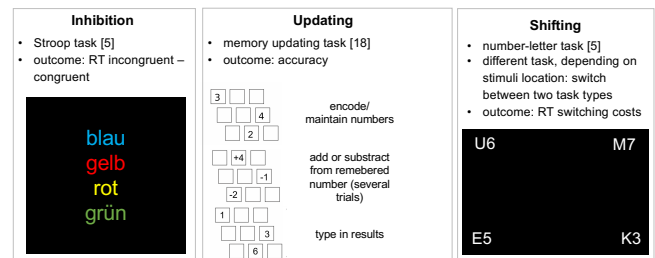 Inhibition
• Stroop task [5]
• outcome: RT incongruent –
congruent
blau
gelb
rot
grün
Updating
• memory updating task [18]
• outcome: accuracy
3
4
2
encode/
maintain numbers
+4
-1
-2
add or substract
from remebered
number (several
trials)
1
3
6
type in results
Shifting
• number-letter task [5]
• different task, depending on
stimuli location: switch
between two task types
• outcome: RT switching costs
U6 M7
E5 K3